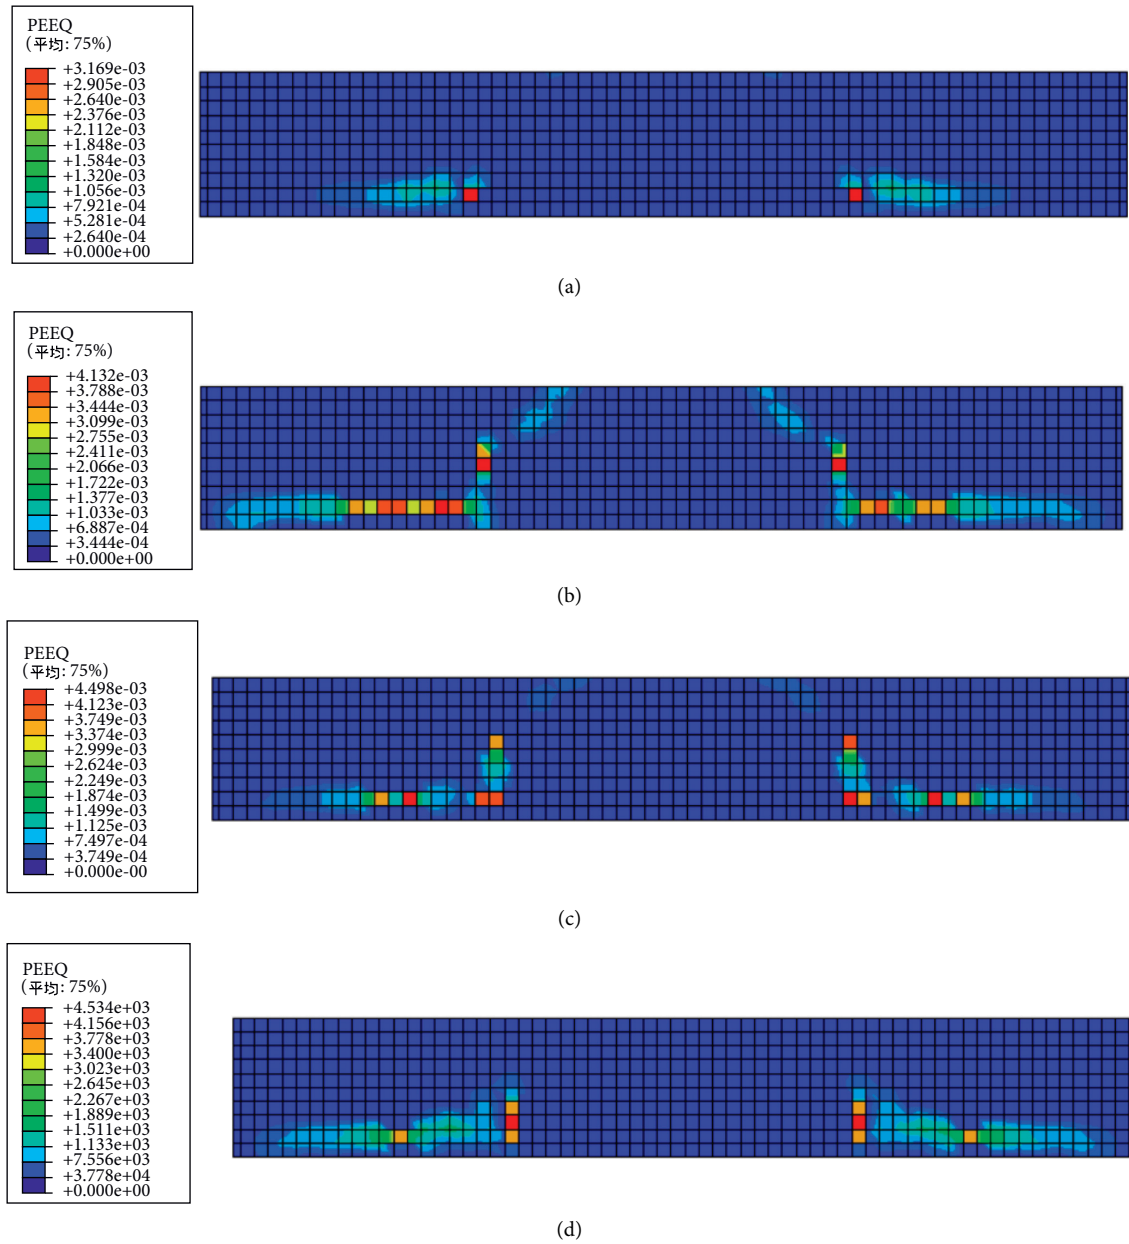 PEEQ
(平均: 75%)
+3.169e-03
+2.905e-03
+2.640e-03
+2.376e-03
+2.112e-03
+1.848e-03
+1.584e-03
+1.320e-03
+1.056e-03
+7.921e-04
+5.281e-04
+2.640e-04
+0.000e+00
(a)
PEEQ
(平均: 75%)
+4.132e-03
+3.788e-03
+3.444e-03
+3.099e-03
+2.755e-03
+2.411e-03
+2.066e-03
+1.722e-03
+1.377e-03
+1.033e-03
+6.887e-04
+3.444e-04
+0.000e+00
(b)
PEEQ
(平均: 75%)
+4.498e-03
+4.123e-03
+3.749e-03
+3.374e-03
+2.999e-03
+2.624e-03
+2.249e-03
+1.874e-03
+1.499e-03
+1.125e-03
+7.497e-04
+3.749e-04
+0.000e-00
(c)
PEEQ
(平均: 75%)
+4.534e+03
+4.156e+03
+3.778e+03
+3.400e+03
+3.023e+03
+2.645e+03
+2.267e+03
+1.889e+03
+1.511e+03
+1.133e+03
+7.556e+03
+3.778e+04
+0.000e+00
(d)